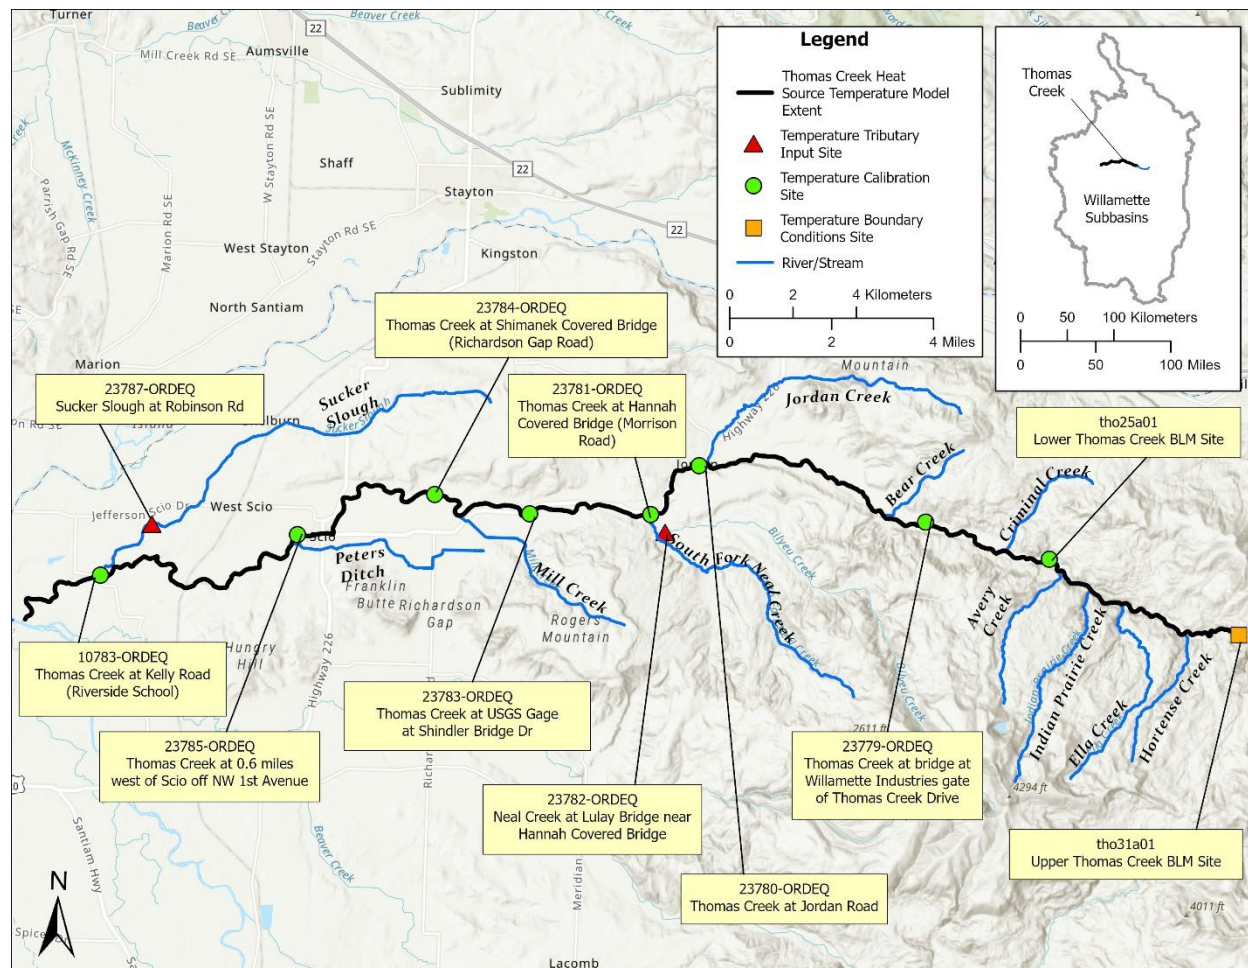 Turner
Beaver Creek
Beaver Creek
22
Mill Creek Rd SE
Aumsville
Sublimity
Shaff
W Stayton Rd SE
McKinney Creek
Parrish Gap Rd SE
Marion Rd SE
22
Stayton
Stayton Rd SE
West Stayton
22
Kingston
North Santiam
Marion
Legend
Thomas Creek Heat
Source Temperature Model
Extent
Temperature Tributary
Input Site
Temperature Calibration
Site
Temperature Boundary
Conditions Site
River/Stream
0 2 4 Kilometers
0 2 4 Miles
Thomas
Creek
Willamette
Subbasins
0 50 100 Kilometers
0 50 100 Miles
23784-ORDEQ
Thomas Creek at Shimanek Covered Bridge
(Richardson Gap Road)
23787-ORDEQ
Sucker Slough at Robinson Rd
Sucker
Slough
Sucker Slough
23781-ORDEQ
Thomas Creek at Hannah
Covered Bridge (Morrison
Road)
Mountain
Jordan Creek
Highway 226
tho25a01
Lower Thomas Creek BLM Site
Bear Creek
Criminal Creek
Jefferson Scio Dr
West Scio
Scio
Peters
Ditch
Franklin
Butte
Richardson
Gap
Mill Creek
Rogers
Mountain
South Fork Neal Creek
Bilyeu Creek
Bilyeu Creek
Avery
Creek
Indian Prairie Creek
Indian Prairie Creek
Ella Creek
Hortense Creek
Hungry
Hill
Highway 226
10783-ORDEQ
Thomas Creek at Kelly Road
(Riverside School)
23783-ORDEQ
Thomas Creek at USGS Gage
at Shindler Bridge Dr
23785-ORDEQ
Thomas Creek at 0.6 miles
west of Scio off NW 1st Avenue
2611 ft
23779-ORDEQ
Thomas Creek at bridge at
Willamette Industries gate
of Thomas Creek Drive
4294 ft
23782-ORDEQ
Neal Creek at Lulay Bridge near
Hannah Covered Bridge
tho31a01
Upper Thomas Creek BLM Site
23780-ORDEQ
Thomas Creek at Jordan Road
4011 ft
Santiam Hwy
Beaver Creek
Meridian
N
Lacomb